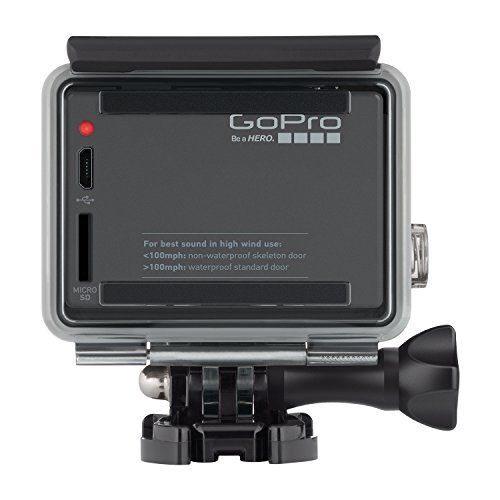 GoPro
Be a HERO.
For best sound in high wind use:
<100mph: non-waterproof skeleton door
>100mph: waterproof standard door
MICRO
SD